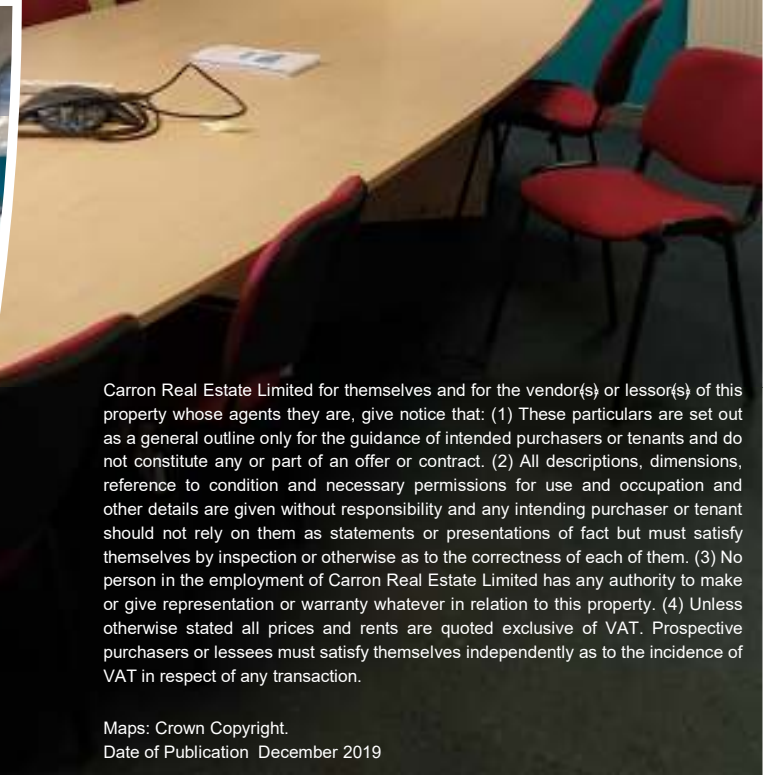 Carron Real Estate Limited for themselves and for the vendor(s) or lessor(s) of this
property whose agents they are, give notice that: (1) These particulars are set out
as a general outline only for the guidance of intended purchasers or tenants and do
not constitute any or part of an offer or contract. (2) All descriptions, dimensions,
reference to condition and necessary permissions for use and occupation and
other details are given without responsibility and any intending purchaser or tenant
should not rely on them as statements or presentations of fact but must satisfy
themselves by inspection or otherwise as to the correctness of each of them. (3) No
person in the employment of Carron Real Estate Limited has any authority to make
or give representation or warranty whatever in relation to this property. (4) Unless
otherwise stated all prices and rents are quoted exclusive of VAT. Prospective
purchasers or lessees must satisfy themselves independently as to the incidence of
VAT in respect of any transaction.
Maps: Crown Copyright.
Date of Publication December 2019